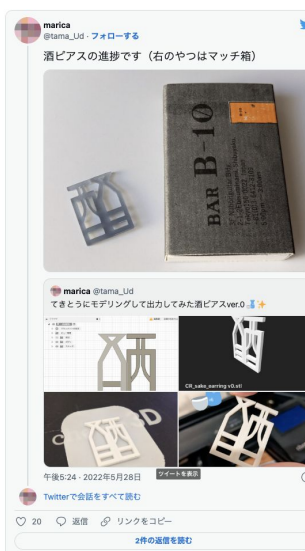 marica
@tama_Ud · フォローする
酒ピアスの進捗です（右のやつはマッチ箱）
BAR B-10
marica @tama_Ud
てきとうにモデリングして出力してみた酒ピアスver.0
CR_sake_earring v0.stl
午後5:24 · 2022年5月28日
ツイートを表示
Twitterで会話をすべて読む
20 返信 リンクをコピー
2件の返信を読む